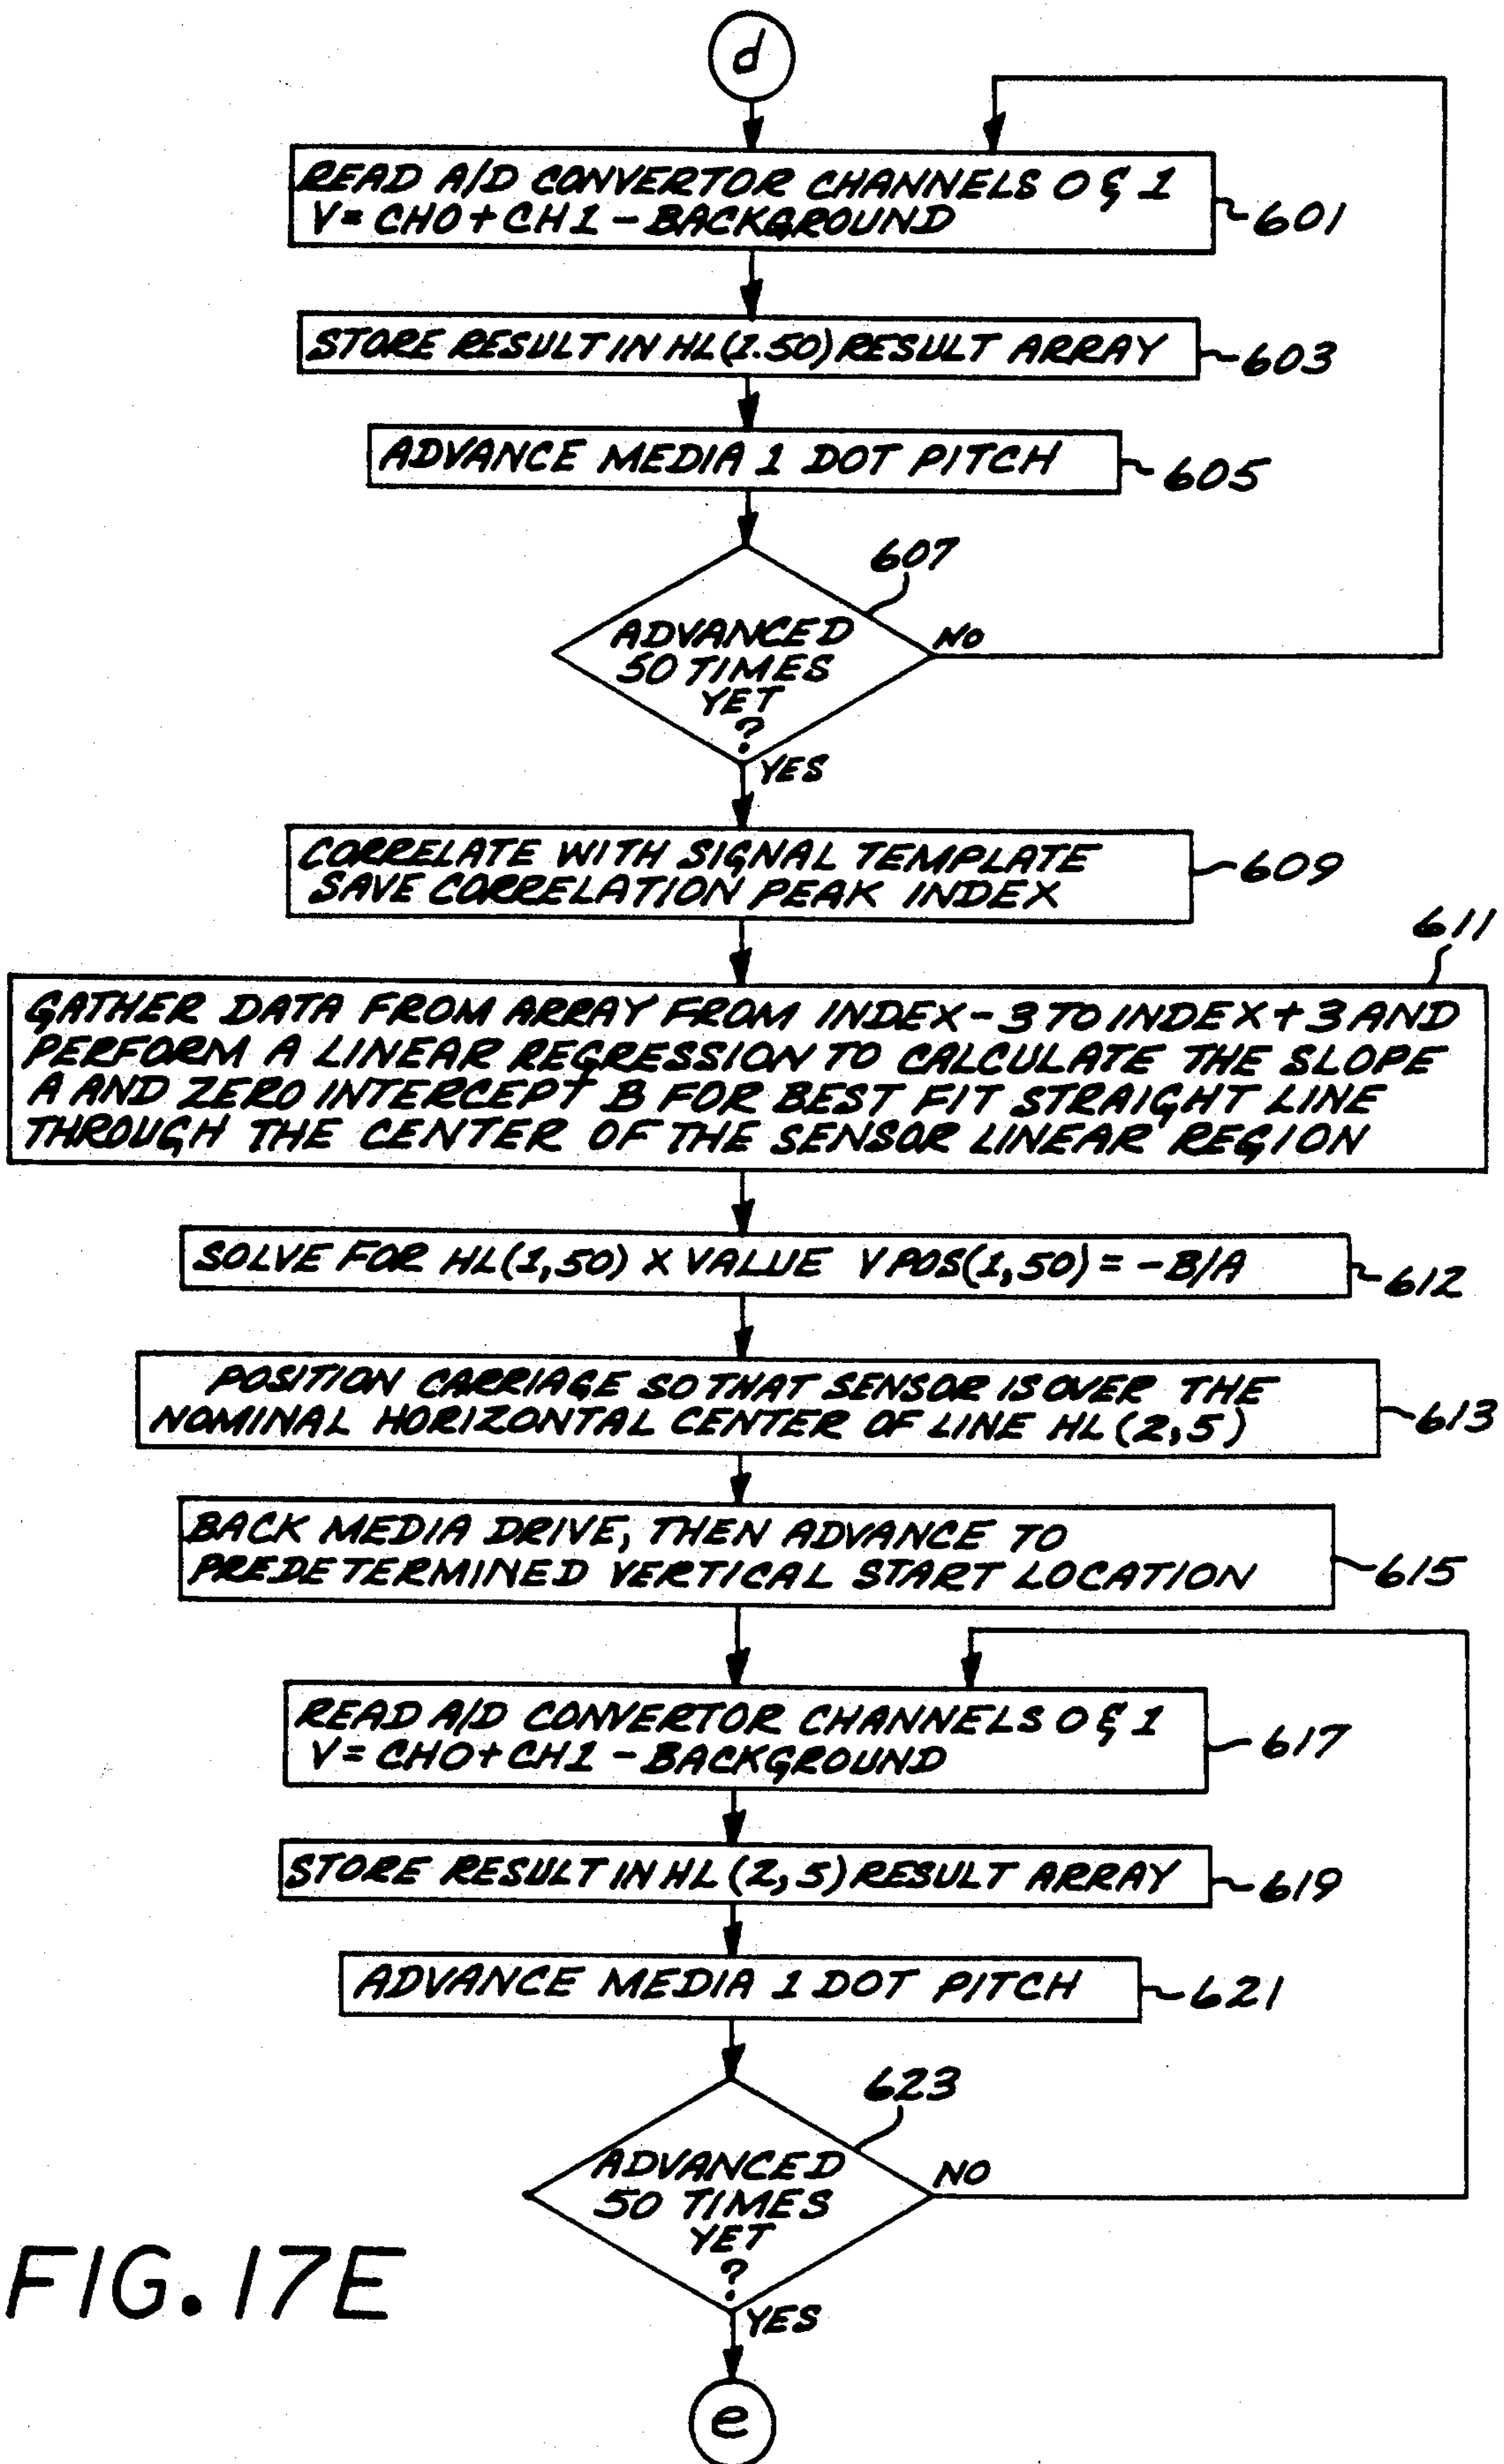 d
READ A/D CONVERTOR CHANNELS 0 & 1
V = CH0 + CH1 - BACKGROUND
601
STORE RESULT IN HL(1.50) RESULT ARRAY
603
ADVANCE MEDIA 1 DOT PITCH
605
607
ADVANCED
50 TIMES
YET
?
NO
YES
CORRELATE WITH SIGNAL TEMPLATE
SAVE CORRELATION PEAK INDEX
609
611
GATHER DATA FROM ARRAY FROM INDEX-3 TO INDEX+3 AND
PERFORM A LINEAR REGRESSION TO CALCULATE THE SLOPE
A AND ZERO INTERCEPT B FOR BEST FIT STRAIGHT LINE
THROUGH THE CENTER OF THE SENSOR LINEAR REGION
SOLVE FOR HL(1,50) X VALUE VPOS(1,50) = -B/A
612
POSITION CARRIAGE SO THAT SENSOR IS OVER THE
NOMINAL HORIZONTAL CENTER OF LINE HL(2,5)
613
BACK MEDIA DRIVE, THEN ADVANCE TO
PREDETERMINED VERTICAL START LOCATION
615
READ A/D CONVERTOR CHANNELS 0 & 1
V = CH0 + CH1 - BACKGROUND
617
STORE RESULT IN HL(2,5) RESULT ARRAY
619
ADVANCE MEDIA 1 DOT PITCH
621
623
ADVANCED
50 TIMES
YET
?
NO
YES
e
FIG. 17E